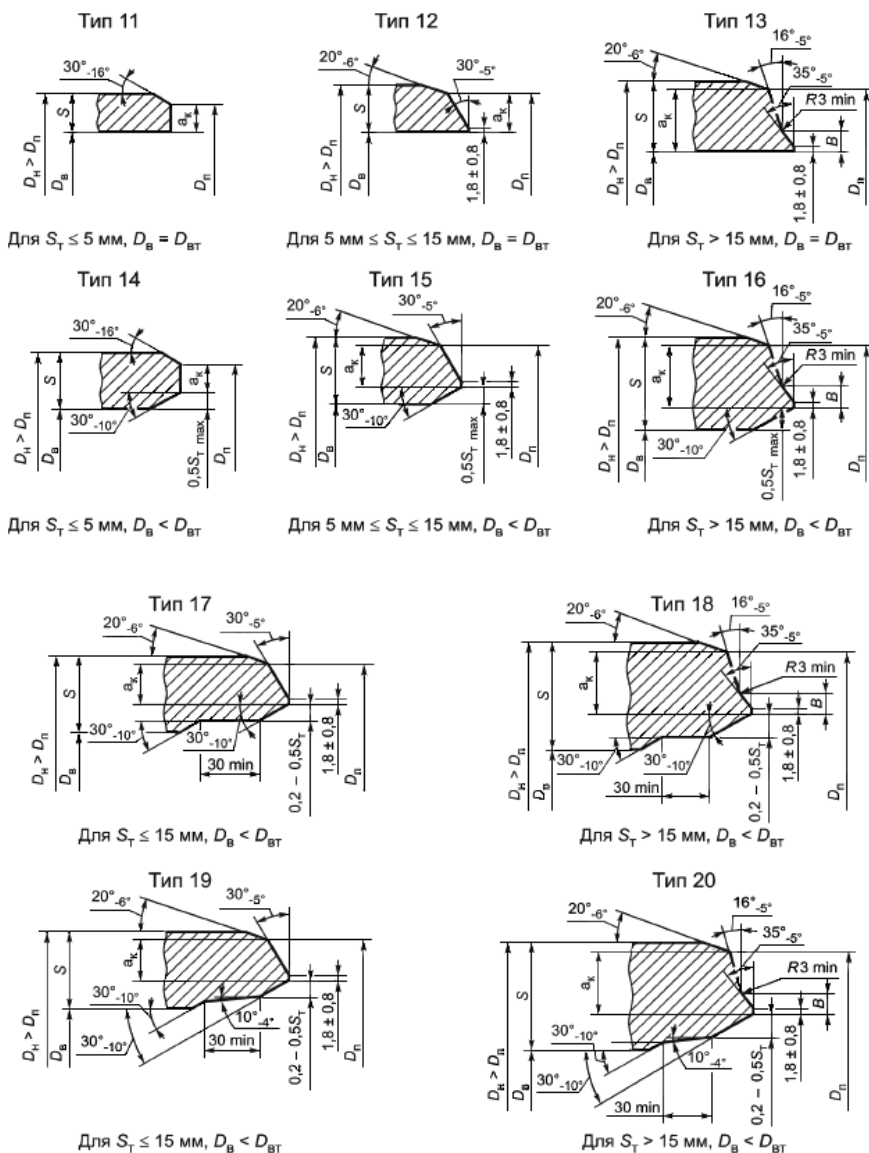 Тип 11
30°₋₁₆°
S
aₖ
Dₙ > Dₚ
Dᵥ
Dₚ
Для Sт ≤ 5 мм, Dв = Dвт
Тип 12
20°₋₆°
30°₋₅°
S
aк
Dн > Dп
Dв
1,8 ± 0,8
Dп
Для 5 мм ≤ Sт ≤ 15 мм, Dв = Dвт
Тип 13
16°₋₅°
20°₋₆°
35°₋₅°
R3 min
S
aк
B
Dн > Dп
Dв
1,8 ± 0,8
Dп
Для Sт > 15 мм, Dв = Dвт
Тип 14
30°₋₁₆°
S
aк
30°₋₁₀°
Dн > Dп
Dв
0,5Sт max
Dп
Для Sт ≤ 5 мм, Dв < Dвт
Тип 15
20°₋₆°
30°₋₅°
S
aк
30°₋₁₀°
Dн > Dп
Dв
0,5Sт max
1,8 ± 0,8
Dп
Для 5 мм ≤ Sт ≤ 15 мм, Dв < Dвт
Тип 16
16°₋₅°
20°₋₆°
35°₋₅°
R3 min
S
aк
B
30°₋₁₀°
Dн > Dп
Dв
0,5Sт max
1,8 ± 0,8
Dп
Для Sт > 15 мм, Dв < Dвт
Тип 17
20°₋₆°
30°₋₅°
S
aк
30°₋₁₀°
30°₋₁₀°
30 min
Dн > Dп
Dв
0,2 – 0,5Sт
1,8 ± 0,8
Dп
Для Sт ≤ 15 мм, Dв < Dвт
Тип 18
16°₋₅°
20°₋₆°
35°₋₅°
R3 min
S
aк
B
30°₋₁₀°
30°₋₁₀°
30 min
Dн > Dп
Dв
0,2 – 0,5Sт
1,8 ± 0,8
Dп
Для Sт > 15 мм, Dв < Dвт
Тип 19
20°₋₆°
30°₋₅°
S
aк
30°₋₁₀°
30°₋₁₀°
10°₋₄°
30 min
Dн > Dп
Dв
0,2 – 0,5Sт
1,8 ± 0,8
Dп
Для Sт ≤ 15 мм, Dв < Dвт
Тип 20
16°₋₅°
20°₋₆°
35°₋₅°
R3 min
S
aк
B
30°₋₁₀°
30°₋₁₀°
10°₋₄°
30 min
Dн > Dп
Dв
0,2 – 0,5Sт
1,8 ± 0,8
Dп
Для Sт > 15 мм, Dв < Dвт